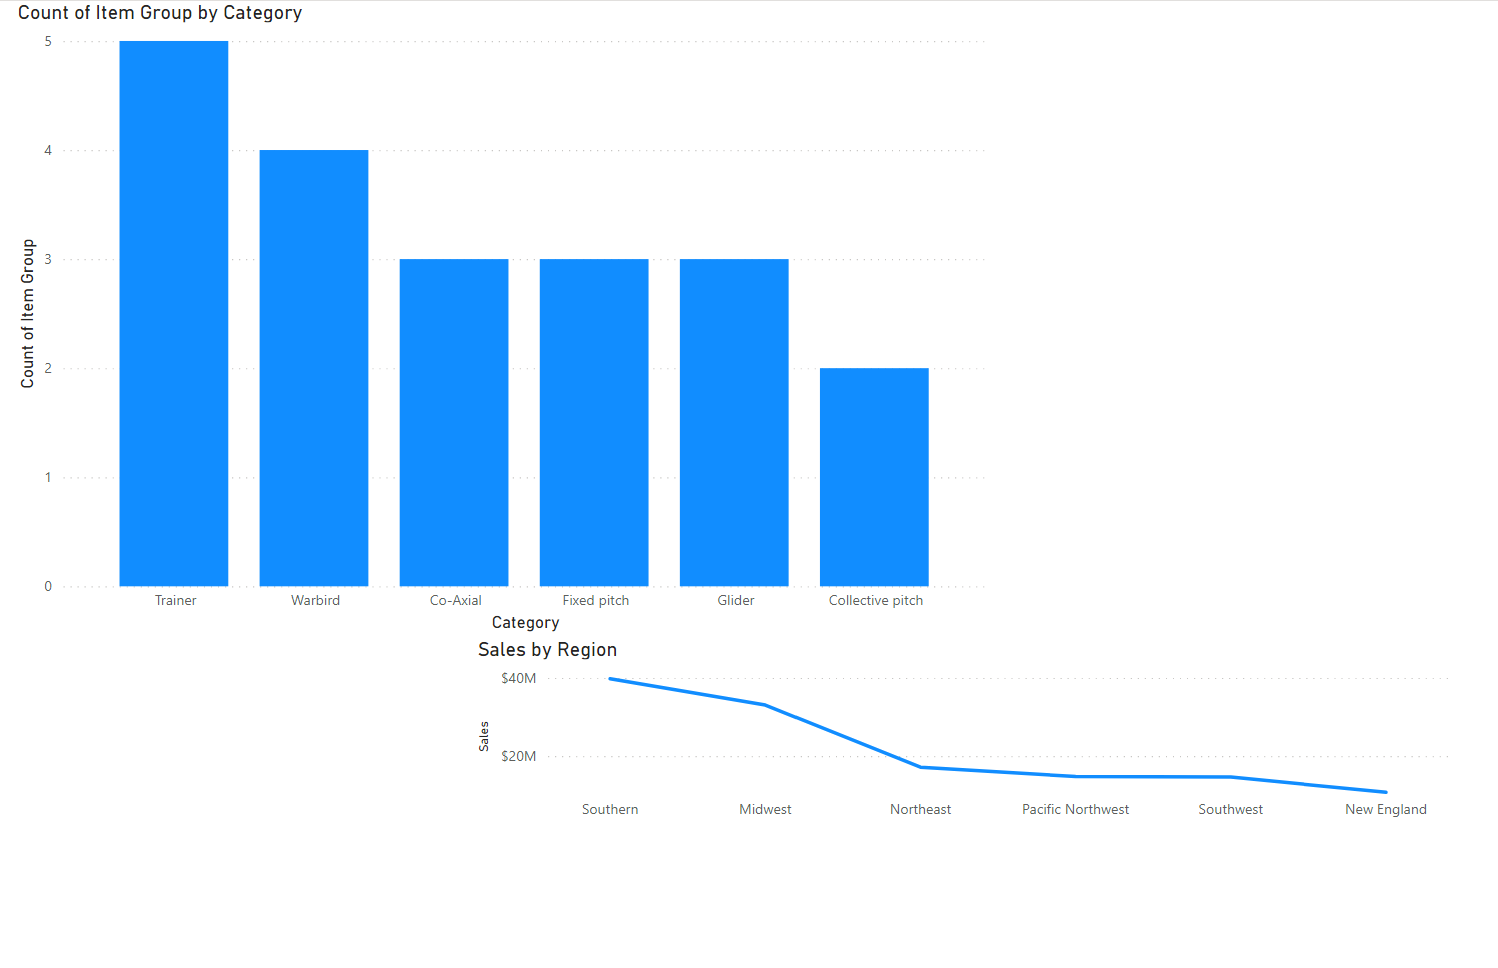 Count of Item Group by Category
5
4
3
2
1
0
Count of Item Group
Trainer Warbird Co-Axial Fixed pitch Glider Collective pitch
Category
Sales by Region
$40M
$20M
Sales
Southern Midwest Northeast Pacific Northwest Southwest New England